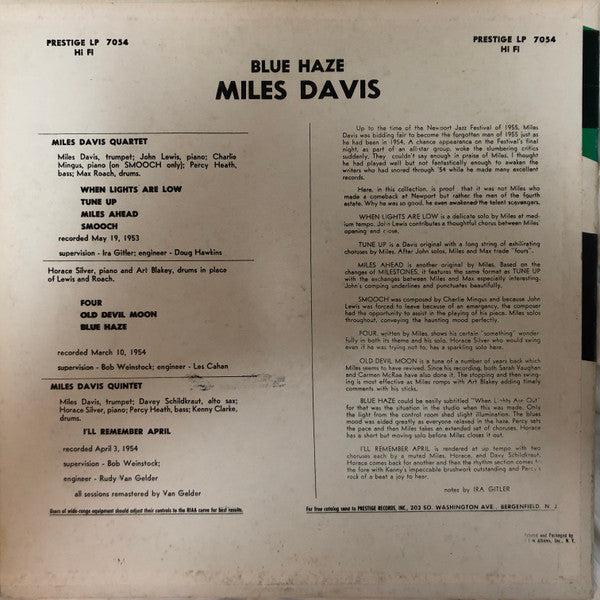 PRESTIGE LP 7054
Hi Fi
PRESTIGE LP 7054
Hi Fi
BLUE HAZE
MILES DAVIS
MILES DAVIS QUARTET
Miles Davis, trumpet; John Lewis, piano; Charlie
Mingus, piano (on SMOOCH only); Percy Heath,
bass; Max Roach, drums.
WHEN LIGHTS ARE LOW
TUNE UP
MILES AHEAD
SMOOCH
recorded May 19, 1953
supervision - Ira Gitler; engineer - Doug Hawkins
Horace Silver, piano and Art Blakey, drums in place
of Lewis and Roach.
FOUR
OLD DEVIL MOON
BLUE HAZE
recorded March 10, 1954
supervision - Bob Weinstock; engineer - Les Cahan
MILES DAVIS QUINTET
Miles Davis, trumpet; Davey Schildkraut, alto sax;
Horace Silver, piano; Percy Heath, bass; Kenny Clarke,
drums.
I'LL REMEMBER APRIL
recorded April 3, 1954
supervision - Bob Weinstock;
engineer - Rudy Van Gelder
all sessions remastered by Van Gelder
Users of wide-range equipment should adjust their controls to the RIAA curve for best results.
Up to the time of the Newport Jazz Festival of 1955, Miles
Davis was bidding fair to become the forgotten man of 1955 just
as he had been in 1954. A chance appearance on the Festival's final
night, as part of an all-star group, woke the slumbering critics
suddenly. They couldn't say enough in praise of Miles. I thought
he had played well but not fantastically enough to awaken the
writers who had snored through '54 while he made many excellent
records.
Here, in this collection, is proof that it was not Miles who
made a comeback at Newport but rather the men of the fourth
estate. Why he was so good, he even awakened the talent scavengers.
WHEN LIGHTS ARE LOW is a delicate solo by Miles at med-
ium tempo. John Lewis contributes a thoughtful chorus between Miles'
opening and close.
TUNE UP is a Davis original with a long string of exhilirating
choruses by Miles. After John solos, Miles and Max trade "fours".
MILES AHEAD is another original by Miles. Based on the
changes of MILESTONES, it features the same format as TUNE UP
with the exchanges between Miles and Max especially interesting.
John's comping underlines and punctuates beautifully.
SMOOCH was composed by Charlie Mingus and because John
Lewis was forced to leave because of an emergency, the composer
had the opportunity to assist in the playing of his piece. Miles solos
throughout, conveying the haunting mood perfectly.
FOUR, written by Miles, shows his certain "something" wonder
fully in both its theme and his solo. Horace Silver who would swing
even if he was trying not to, has a sparkling solo here.
OLD DEVIL MOON is a tune of a number of years back which
Miles seems to have revived. Since his recording, both Sarah Vaughan
and Carmen McRae have also done it. The stopping and then swing-
ing is most effective as Miles romps with Art Blakey adding timely
comments with his sticks.
BLUE HAZE could be easily subtitled "When Lights Are Out"
for that was the situation in the studio when this was made. Only
the light from the control room shed slight illumination. The blues
mood was aided greatly as everyone relaxed in the haze. Percy sets
the pace and then Miles takes an extended set of choruses. Horace
has a short but moving solo before Miles closes it out.
I'LL REMEMBER APRIL is rendered at up tempo with two
choruses each by a muted Miles, Horace, and Davy Schildkraut.
Horace comes back for another and then the rhythm section comes to
the fore with Kenny's impeccable brushwork outstanding and Percy's
rock of a beat a joy to hear.
notes by IRA GITLER
For free catalog send to PRESTIGE RECORDS, INC., 203 SO. WASHINGTON AVE., BERGENFIELD, N. J.
Printed and Packaged by
Albums, Inc., N. Y.